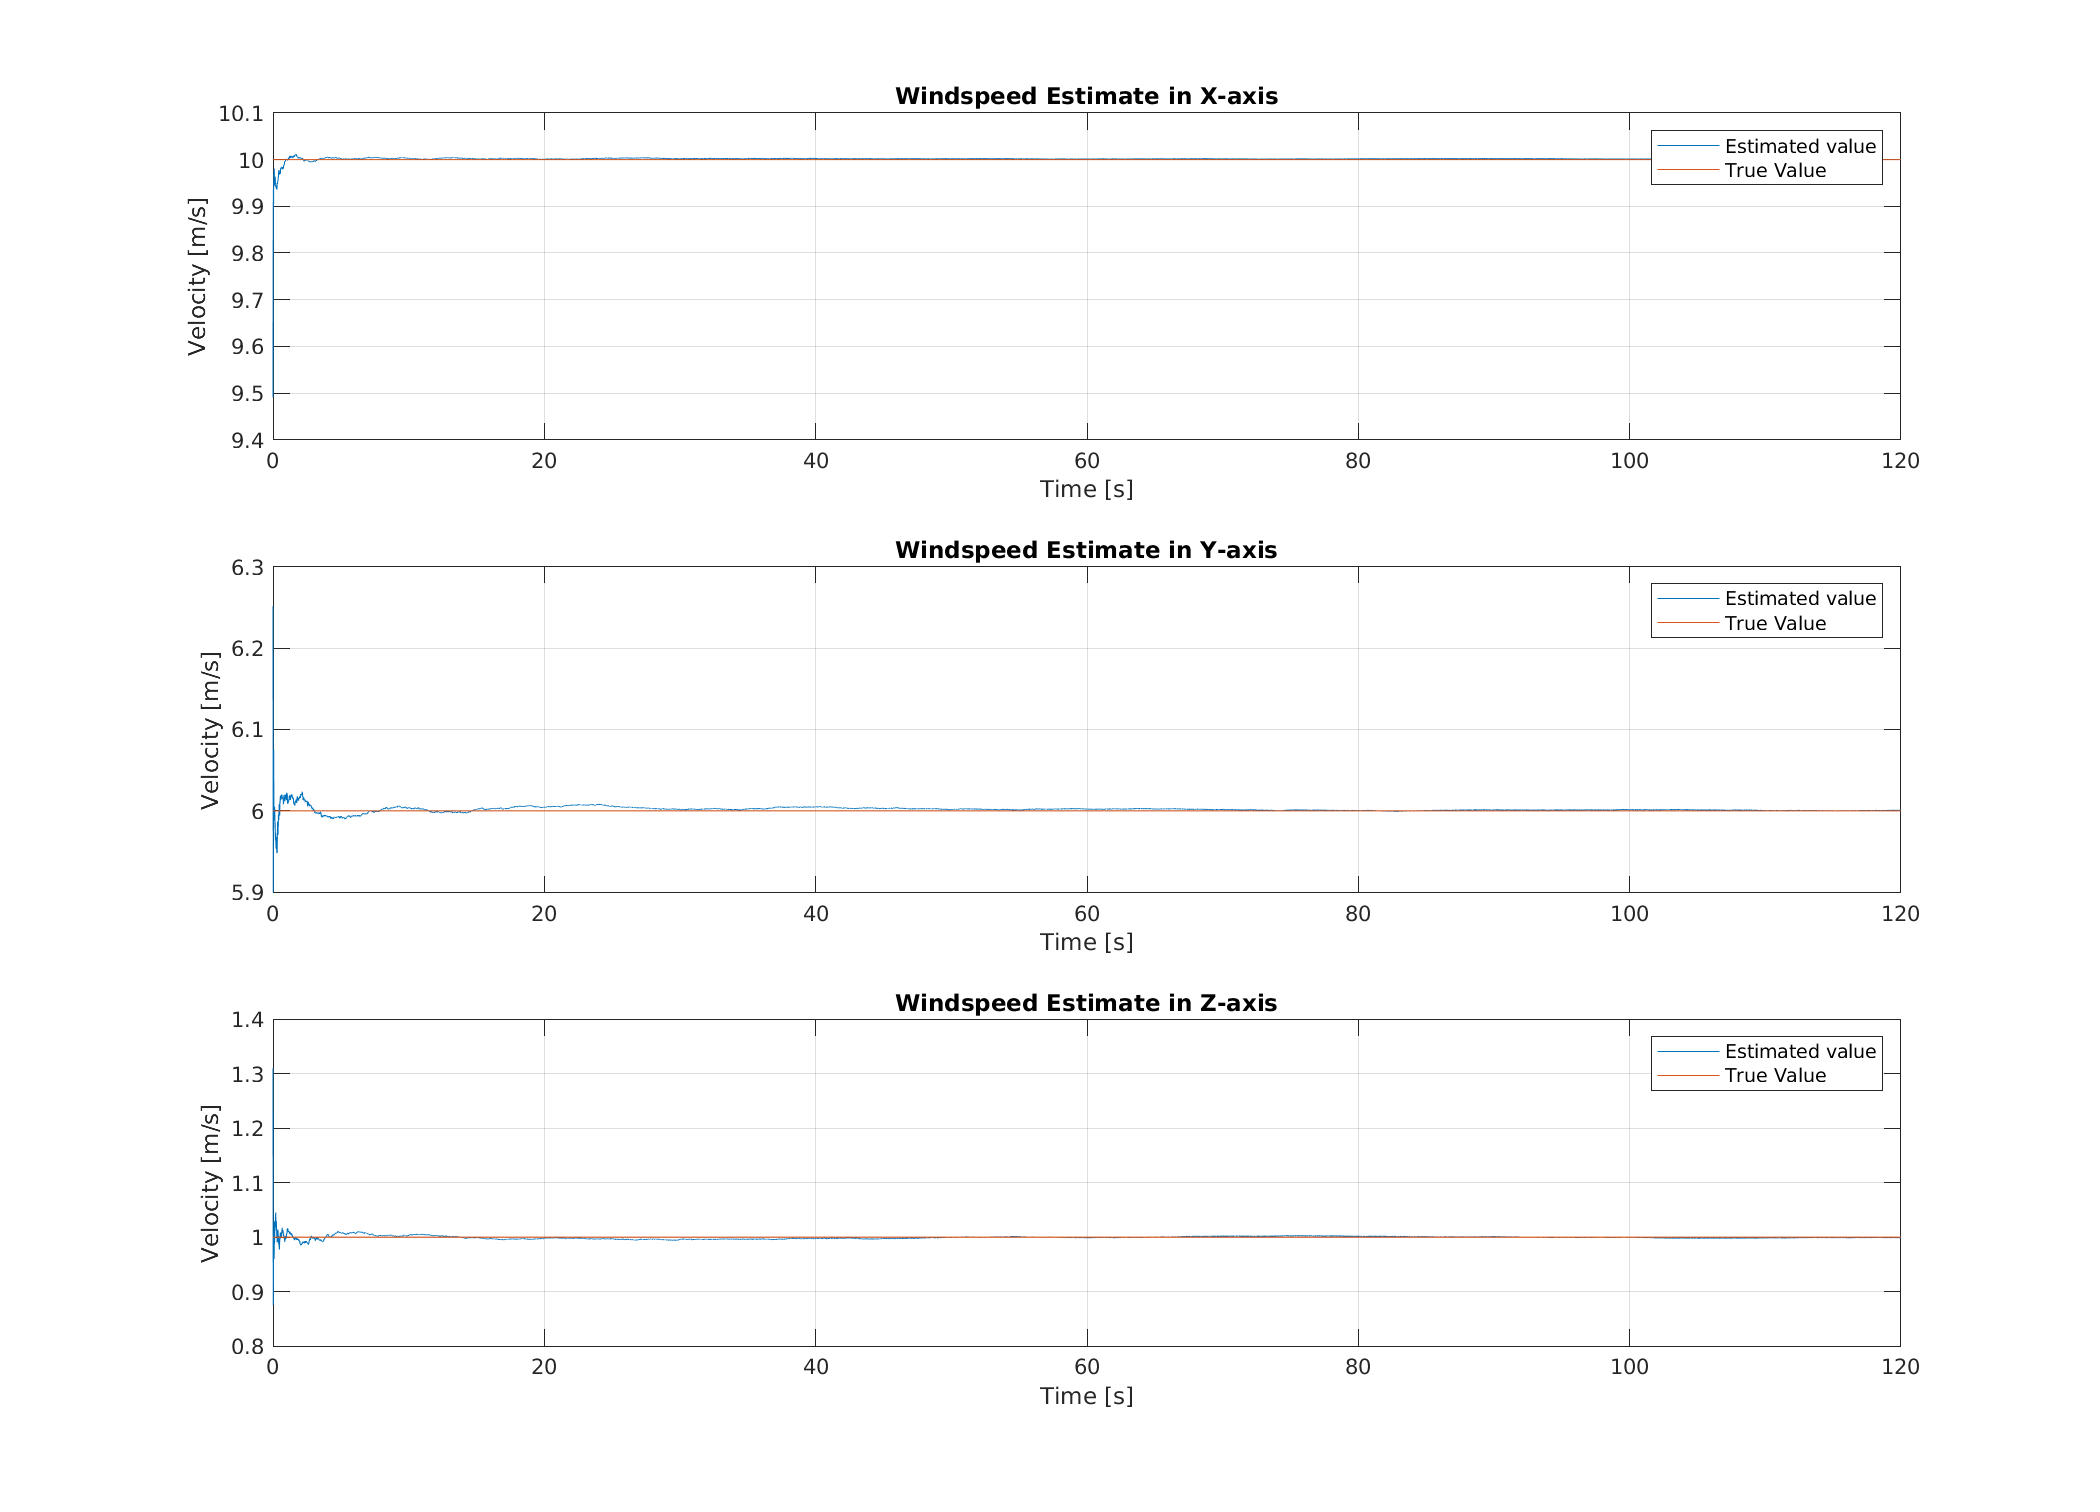 Windspeed Estimate in X-axis
10.1
10
9.9
9.8
9.7
9.6
9.5
9.4
Velocity [m/s]
Estimated value
True Value
0 20 40 60 80 100 120
Time [s]
Windspeed Estimate in Y-axis
6.3
6.2
6.1
6
5.9
Velocity [m/s]
Estimated value
True Value
0 20 40 60 80 100 120
Time [s]
Windspeed Estimate in Z-axis
1.4
1.3
1.2
1.1
1
0.9
0.8
Velocity [m/s]
Estimated value
True Value
0 20 40 60 80 100 120
Time [s]